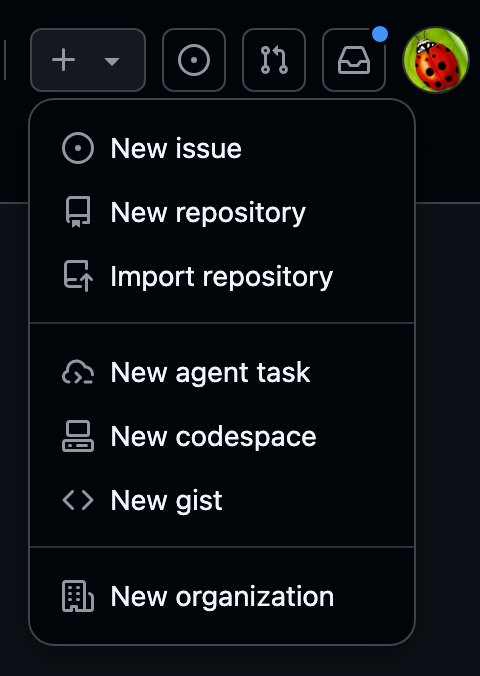 New issue
New repository
Import repository
New agent task
New codespace
New gist
New organization